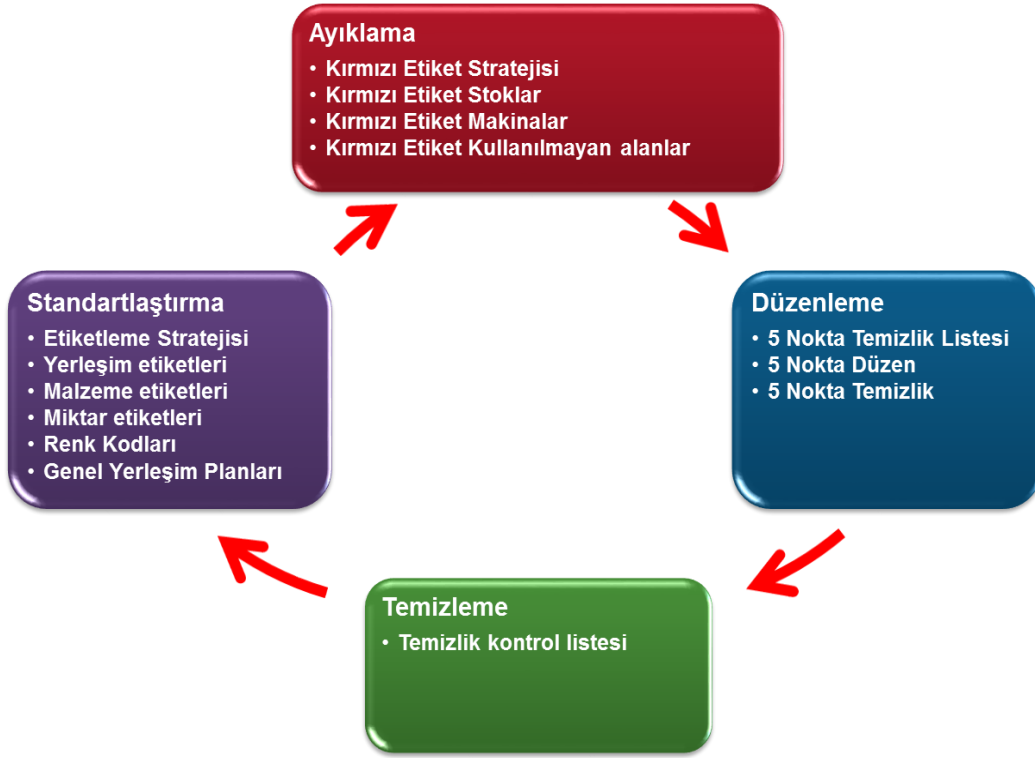 Ayıklama
• Kırmızı Etiket Stratejisi
• Kırmızı Etiket Stoklar
• Kırmızı Etiket Makinalar
• Kırmızı Etiket Kullanılmayan alanlar
Düzenleme
• 5 Nokta Temizlik Listesi
• 5 Nokta Düzen
• 5 Nokta Temizlik
Temizleme
• Temizlik kontrol listesi
Standartlaştırma
• Etiketleme Stratejisi
• Yerleşim etiketleri
• Malzeme etiketleri
• Miktar etiketleri
• Renk Kodları
• Genel Yerleşim Planları